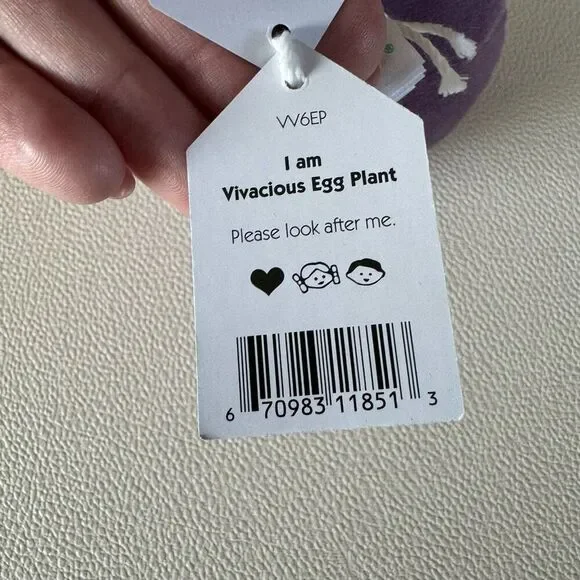 VV6EP
I am
Vivacious Egg Plant
Please look after me.
6 70983 11851 3